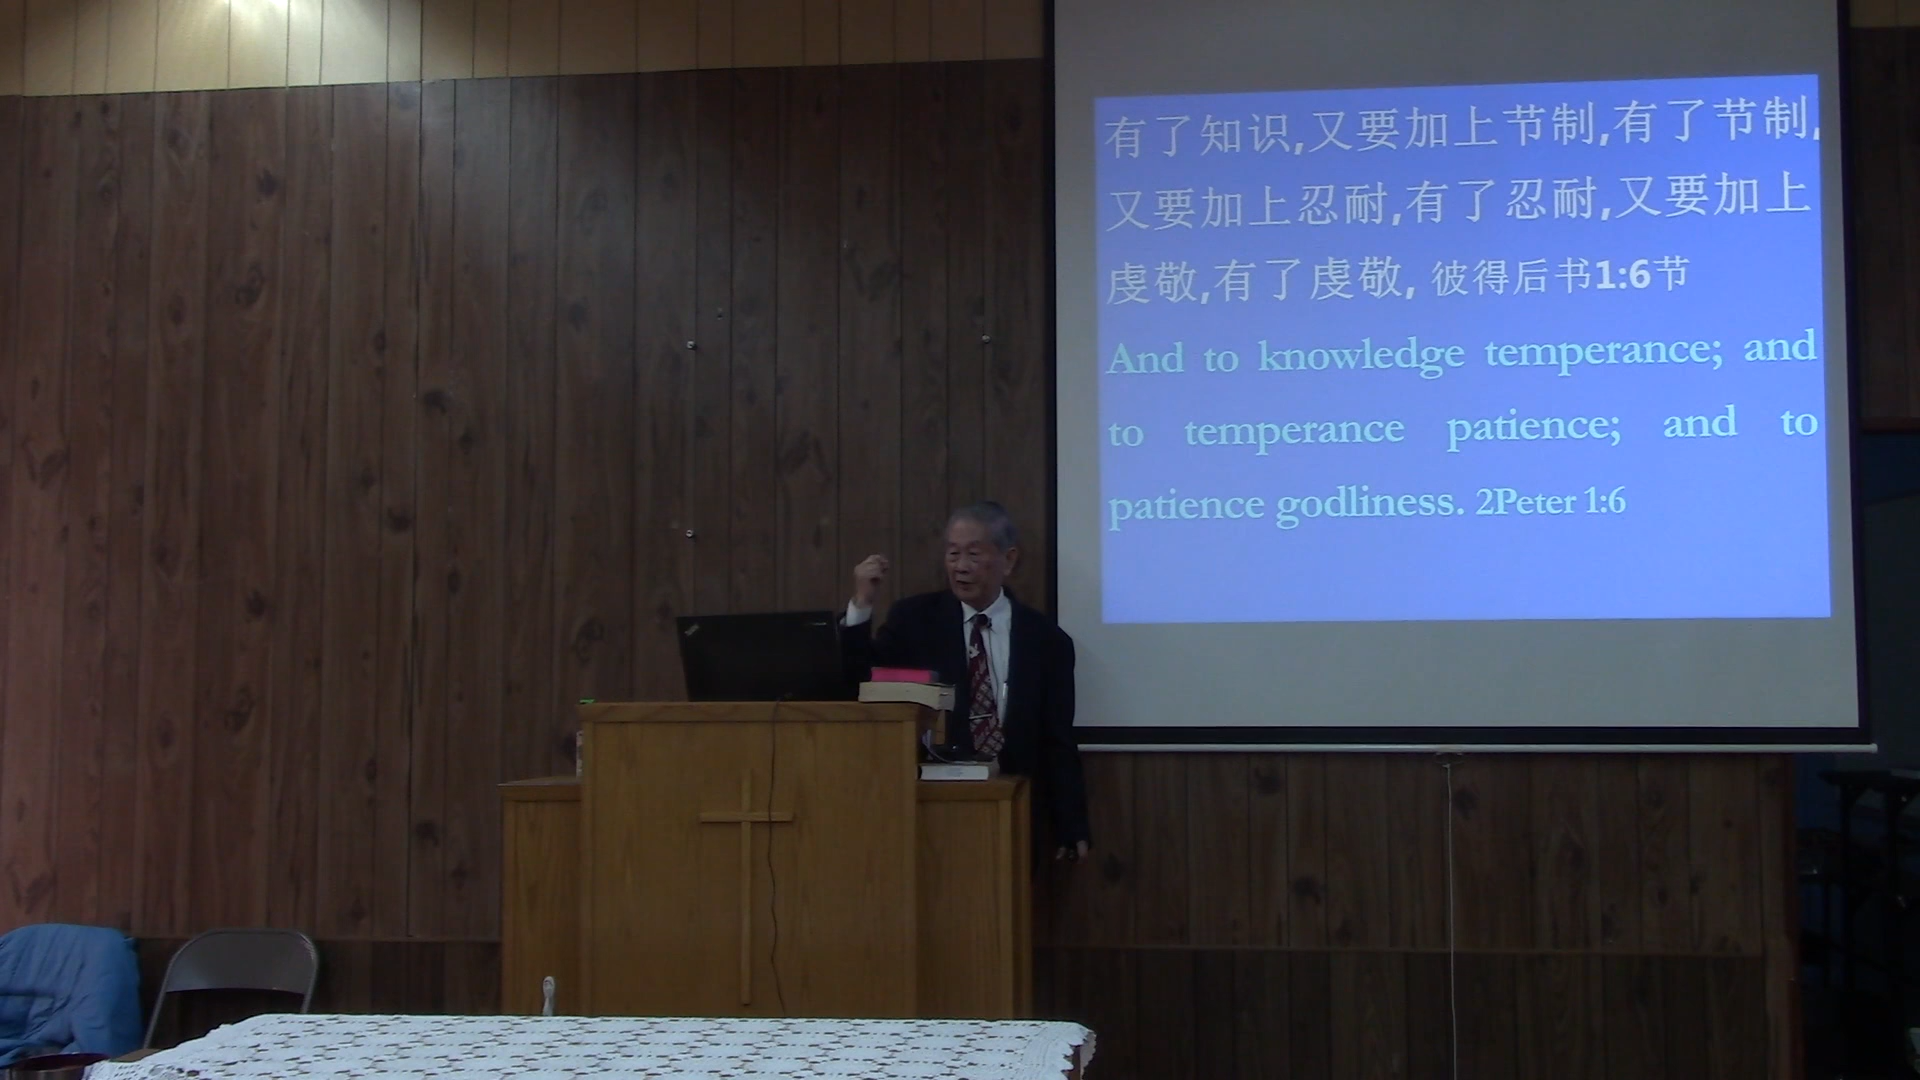 有了知识,又要加上节制,有了节制,
又要加上忍耐,有了忍耐,又要加上
虔敬,有了虔敬, 彼得后书1:6节
And to knowledge temperance; and
to temperance patience; and to
patience godliness. 2Peter 1:6